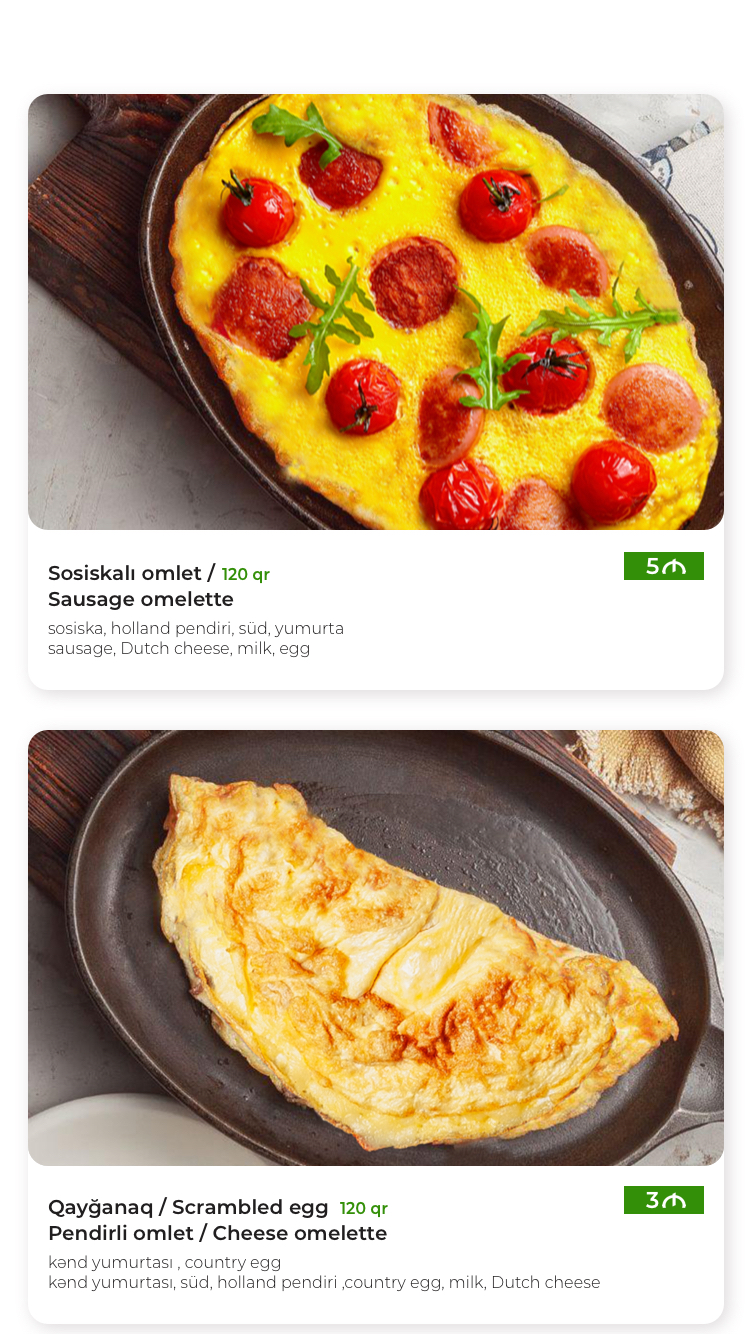 Sosiskalı omlet / 120 qr
Sausage omelette
5₼
sosiska, holland pendiri, süd, yumurta
sausage, Dutch cheese, milk, egg
Qayğanaq / Scrambled egg 120 qr
Pendirli omlet / Cheese omelette
3₼
kənd yumurtası , country egg
kənd yumurtası, süd, holland pendiri ,country egg, milk, Dutch cheese